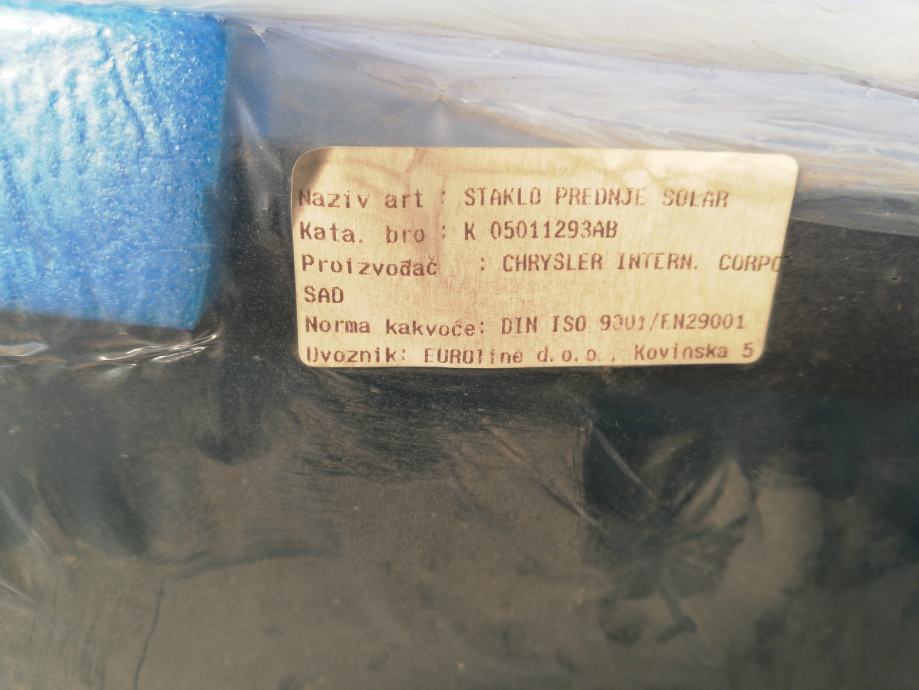 Naziv art : STAKLO PREDNJE SOLAR
Kata. bro : K 05011293AB
Proizvođač : CHRYSLER INTERN. CORPO
SAD
Norma kakvoće: DIN ISO 9001/EN29001
Uvoznik: EUROline d.o.o., Kovinska 5